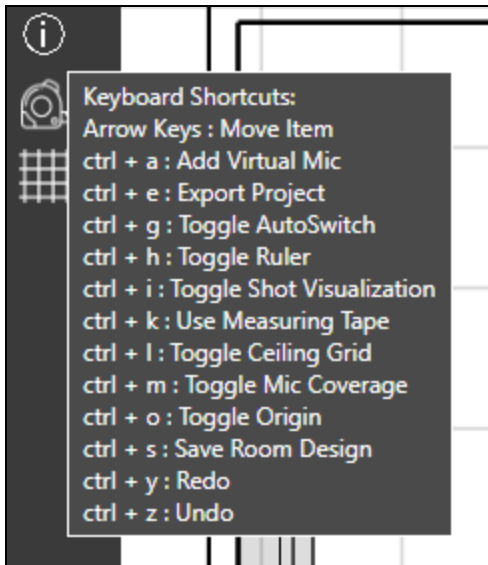 Keyboard Shortcuts:
Arrow Keys : Move Item
ctrl + a : Add Virtual Mic
ctrl + e : Export Project
ctrl + g : Toggle AutoSwitch
ctrl + h : Toggle Ruler
ctrl + i : Toggle Shot Visualization
ctrl + k : Use Measuring Tape
ctrl + l : Toggle Ceiling Grid
ctrl + m : Toggle Mic Coverage
ctrl + o : Toggle Origin
ctrl + s : Save Room Design
ctrl + y : Redo
ctrl + z : Undo